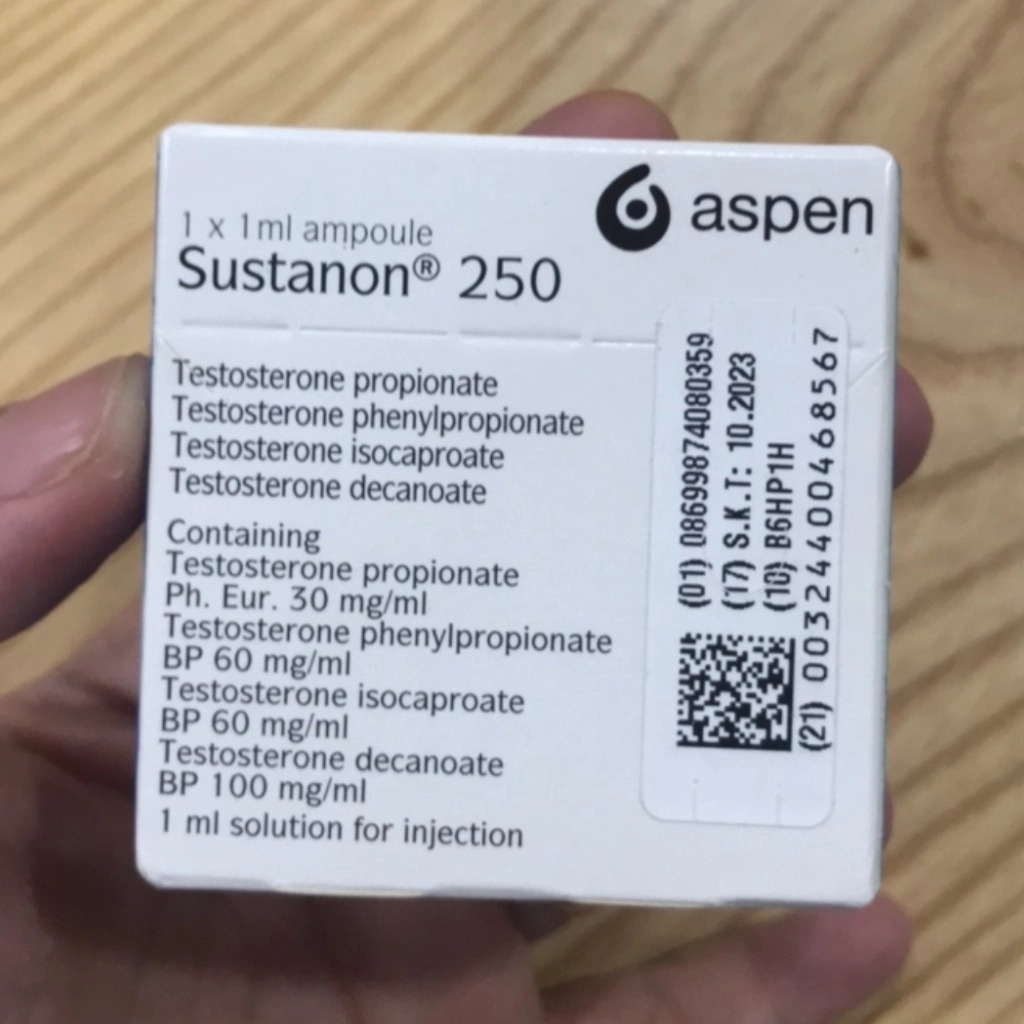 aspen
1 x 1ml ampoule
Sustanon® 250
Testosterone propionate
Testosterone phenylpropionate
Testosterone isocaproate
Testosterone decanoate
Containing
Testosterone propionate
Ph. Eur. 30 mg/ml
Testosterone phenylpropionate
BP 60 mg/ml
Testosterone isocaproate
BP 60 mg/ml
Testosterone decanoate
BP 100 mg/ml
1 ml solution for injection
(01) 08699874080359
(17) S.K.T: 10.2023
(10) B6HP1H
(21) 00324400468567